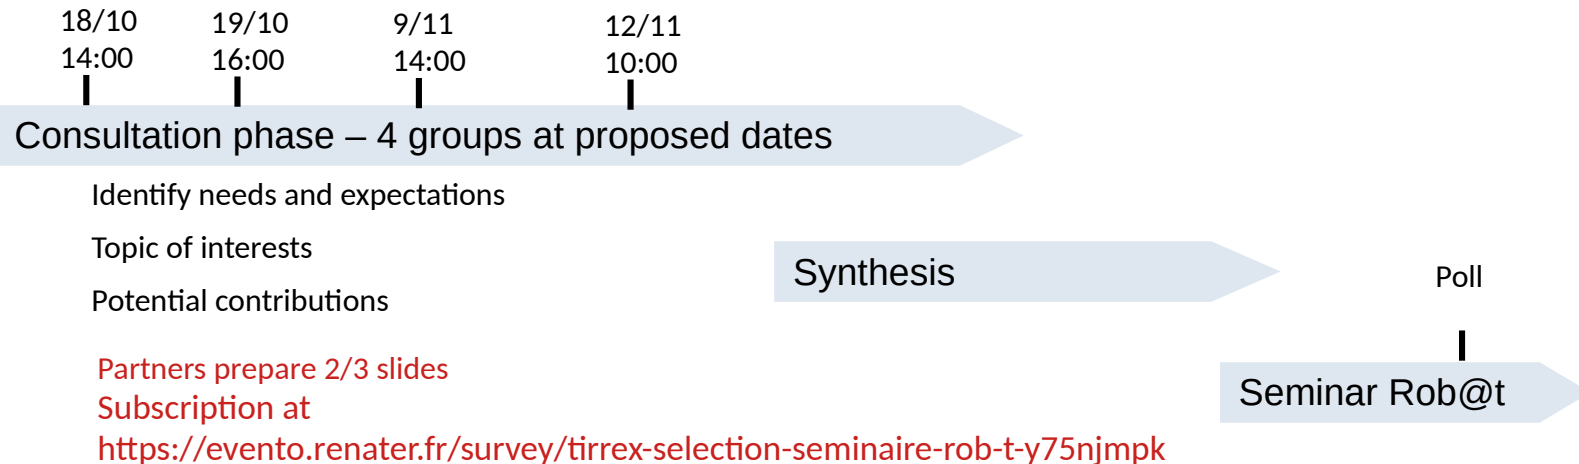 18/10 19/10 9/11 12/11
14:00 16:00 14:00 10:00
Consultation phase – 4 groups at proposed dates
Identify needs and expectations
Topic of interests
Potential contributions
Synthesis
Poll
Partners prepare 2/3 slides
Seminar Rob@t
Subscription at
https://evento.renater.fr/survey/tirrex-selection-seminaire-rob-t-y75njmpk